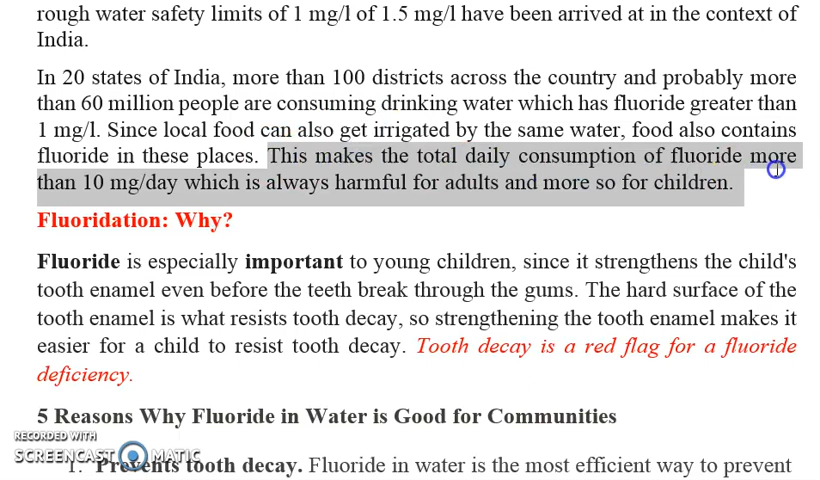 rough water safety limits of 1 mg/l of 1.5 mg/l have been arrived at in the context of
India.
In 20 states of India, more than 100 districts across the country and probably more
than 60 million people are consuming drinking water which has fluoride greater than
1 mg/l. Since local food can also get irrigated by the same water, food also contains
fluoride in these places. This makes the total daily consumption of fluoride more
than 10 mg/day which is always harmful for adults and more so for children.
Fluoridation: Why?
Fluoride is especially important to young children, since it strengthens the child's
tooth enamel even before the teeth break through the gums. The hard surface of the
tooth enamel is what resists tooth decay, so strengthening the tooth enamel makes it
easier for a child to resist tooth decay. Tooth decay is a red flag for a fluoride
deficiency.
5 Reasons Why Fluoride in Water is Good for Communities
RECORDED WITH
SCREENCAST MATIC
1. Prevents tooth decay. Fluoride in water is the most efficient way to prevent